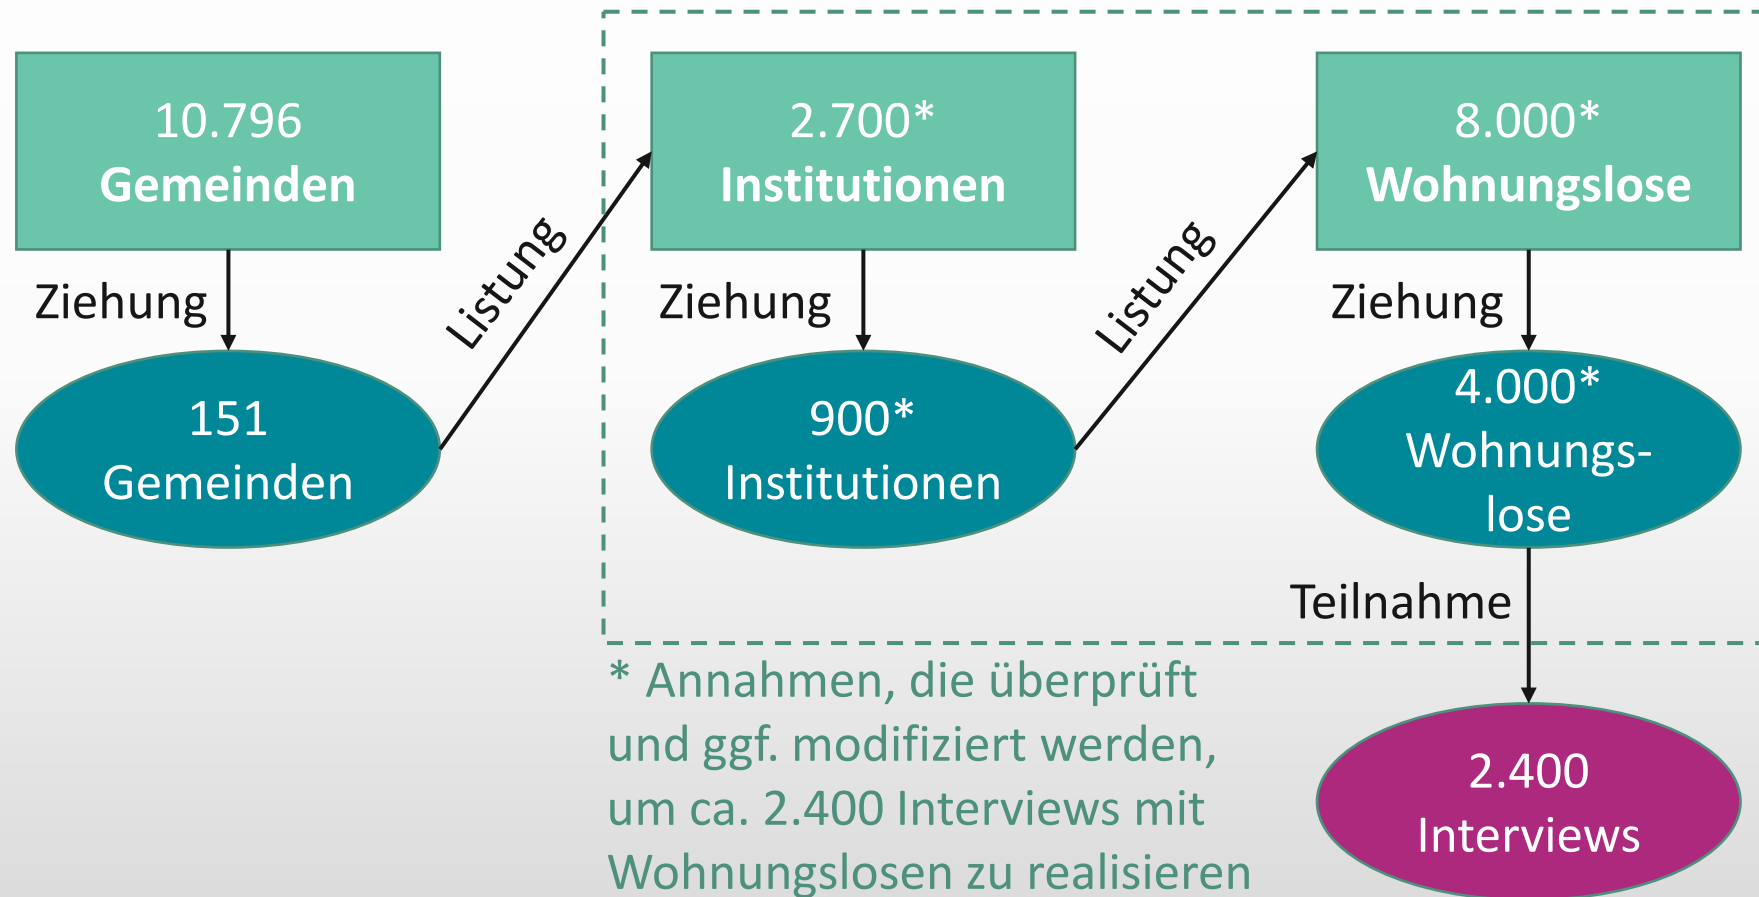 10.796
Gemeinden
Ziehung
151
Gemeinden
Listung
2.700*
Institutionen
Ziehung
900*
Institutionen
Listung
8.000*
Wohnungslose
Ziehung
4.000*
Wohnungs-
lose
Teilnahme
2.400
Interviews
* Annahmen, die überprüft
und ggf. modifiziert werden,
um ca. 2.400 Interviews mit
Wohnungslosen zu realisieren